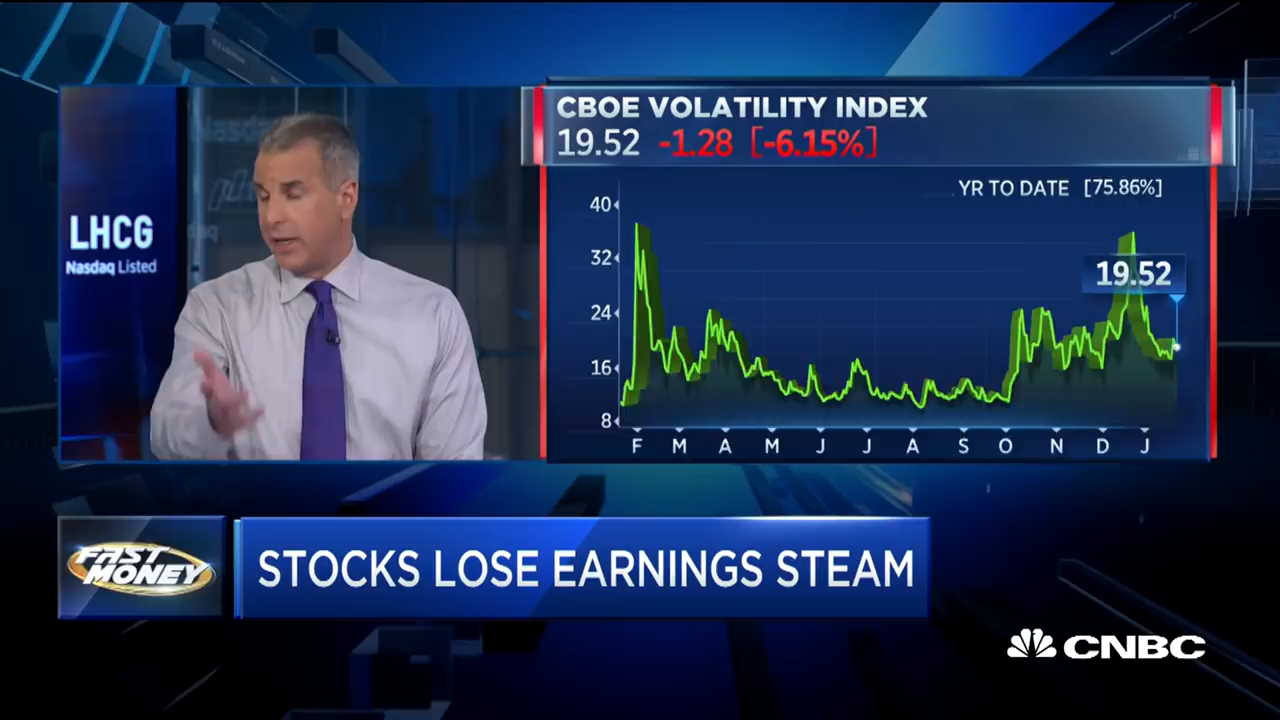 LHCG
Nasdaq Listed
Nasdaq
CBOE VOLATILITY INDEX
19.52 -1.28 [-6.15%]
YR TO DATE [75.86%]
40
32
24
16
8
19.52
F M A M J J A S O N D J
FAST
MONEY
STOCKS LOSE EARNINGS STEAM
CNBC